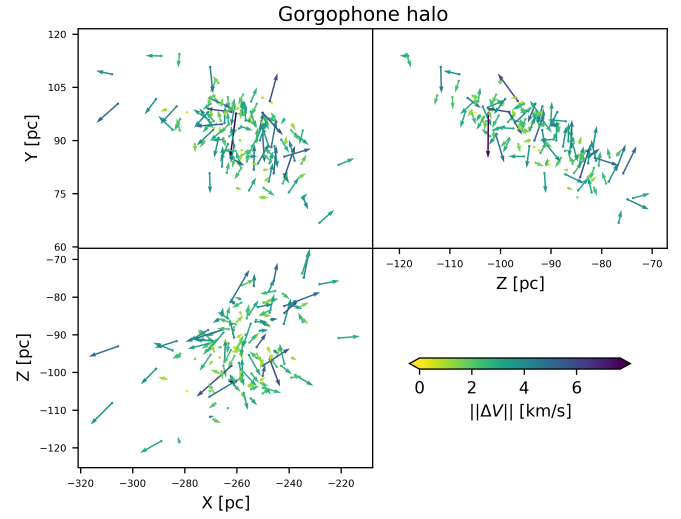 Gorgophone halo
120
105
90
75
60
Y [pc]
−120 −110 −100 −90 −80 −70
Z [pc]
−70
−80
−90
−100
−110
−120
Z [pc]
−320 −300 −280 −260 −240 −220
X [pc]
0 2 4 6
||ΔV|| [km/s]